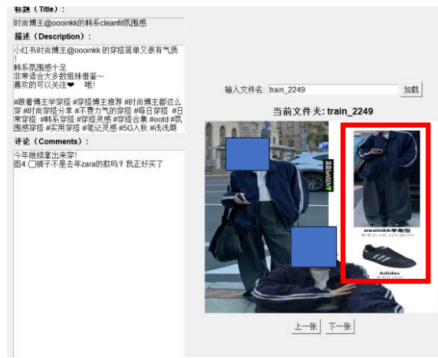 标题（Title）:
时尚博主@oooinkk的韩系cleanfit氛围感
描述（Description）:
小红书时尚博主@oooinkk 的穿搭简单又很有气质
!
韩系氛围感十足
非常适合大多数姐妹借鉴~
喜欢的可以关注❤ 哦!
#跟着博主学穿搭 #穿搭博主推荐 #时尚博主都这么
穿 #时尚穿搭分享 #不费力气的穿搭 #每日穿搭 #日
常穿搭 #韩系穿搭 #穿搭灵感 #穿搭合集 #ootd #氛
围感穿搭 #实用穿搭 #笔记灵感 #5G入秋 #浅浅期
评论（Comments）:
今年继续拿出来穿!
图4 裤子不是去年zara的款吗? 我正好买了
输入文件名: train_2249 加载
当前文件夹: train_2249
oooinkk
Adidas
上一张 下一张